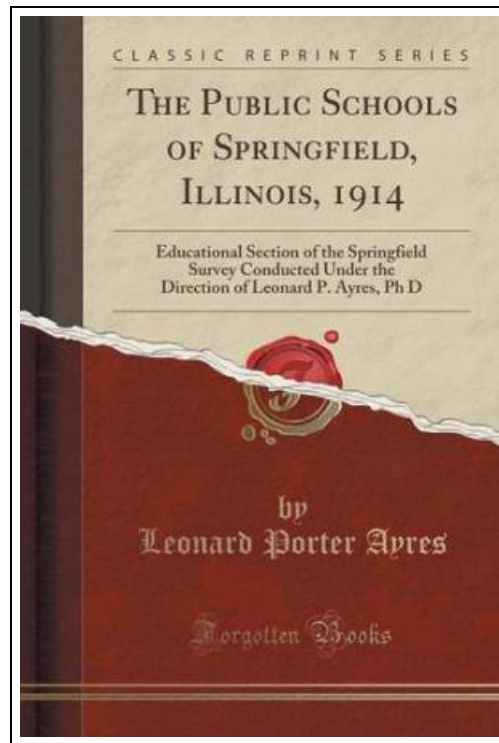 CLASSIC REPRINT SERIES
THE PUBLIC SCHOOLS
OF SPRINGFIELD,
ILLINOIS, 1914
Educational Section of the Springfield
Survey Conducted Under the
Direction of Leonard P. Ayres, Ph D
by
Leonard Porter Ayres
Forgotten Books